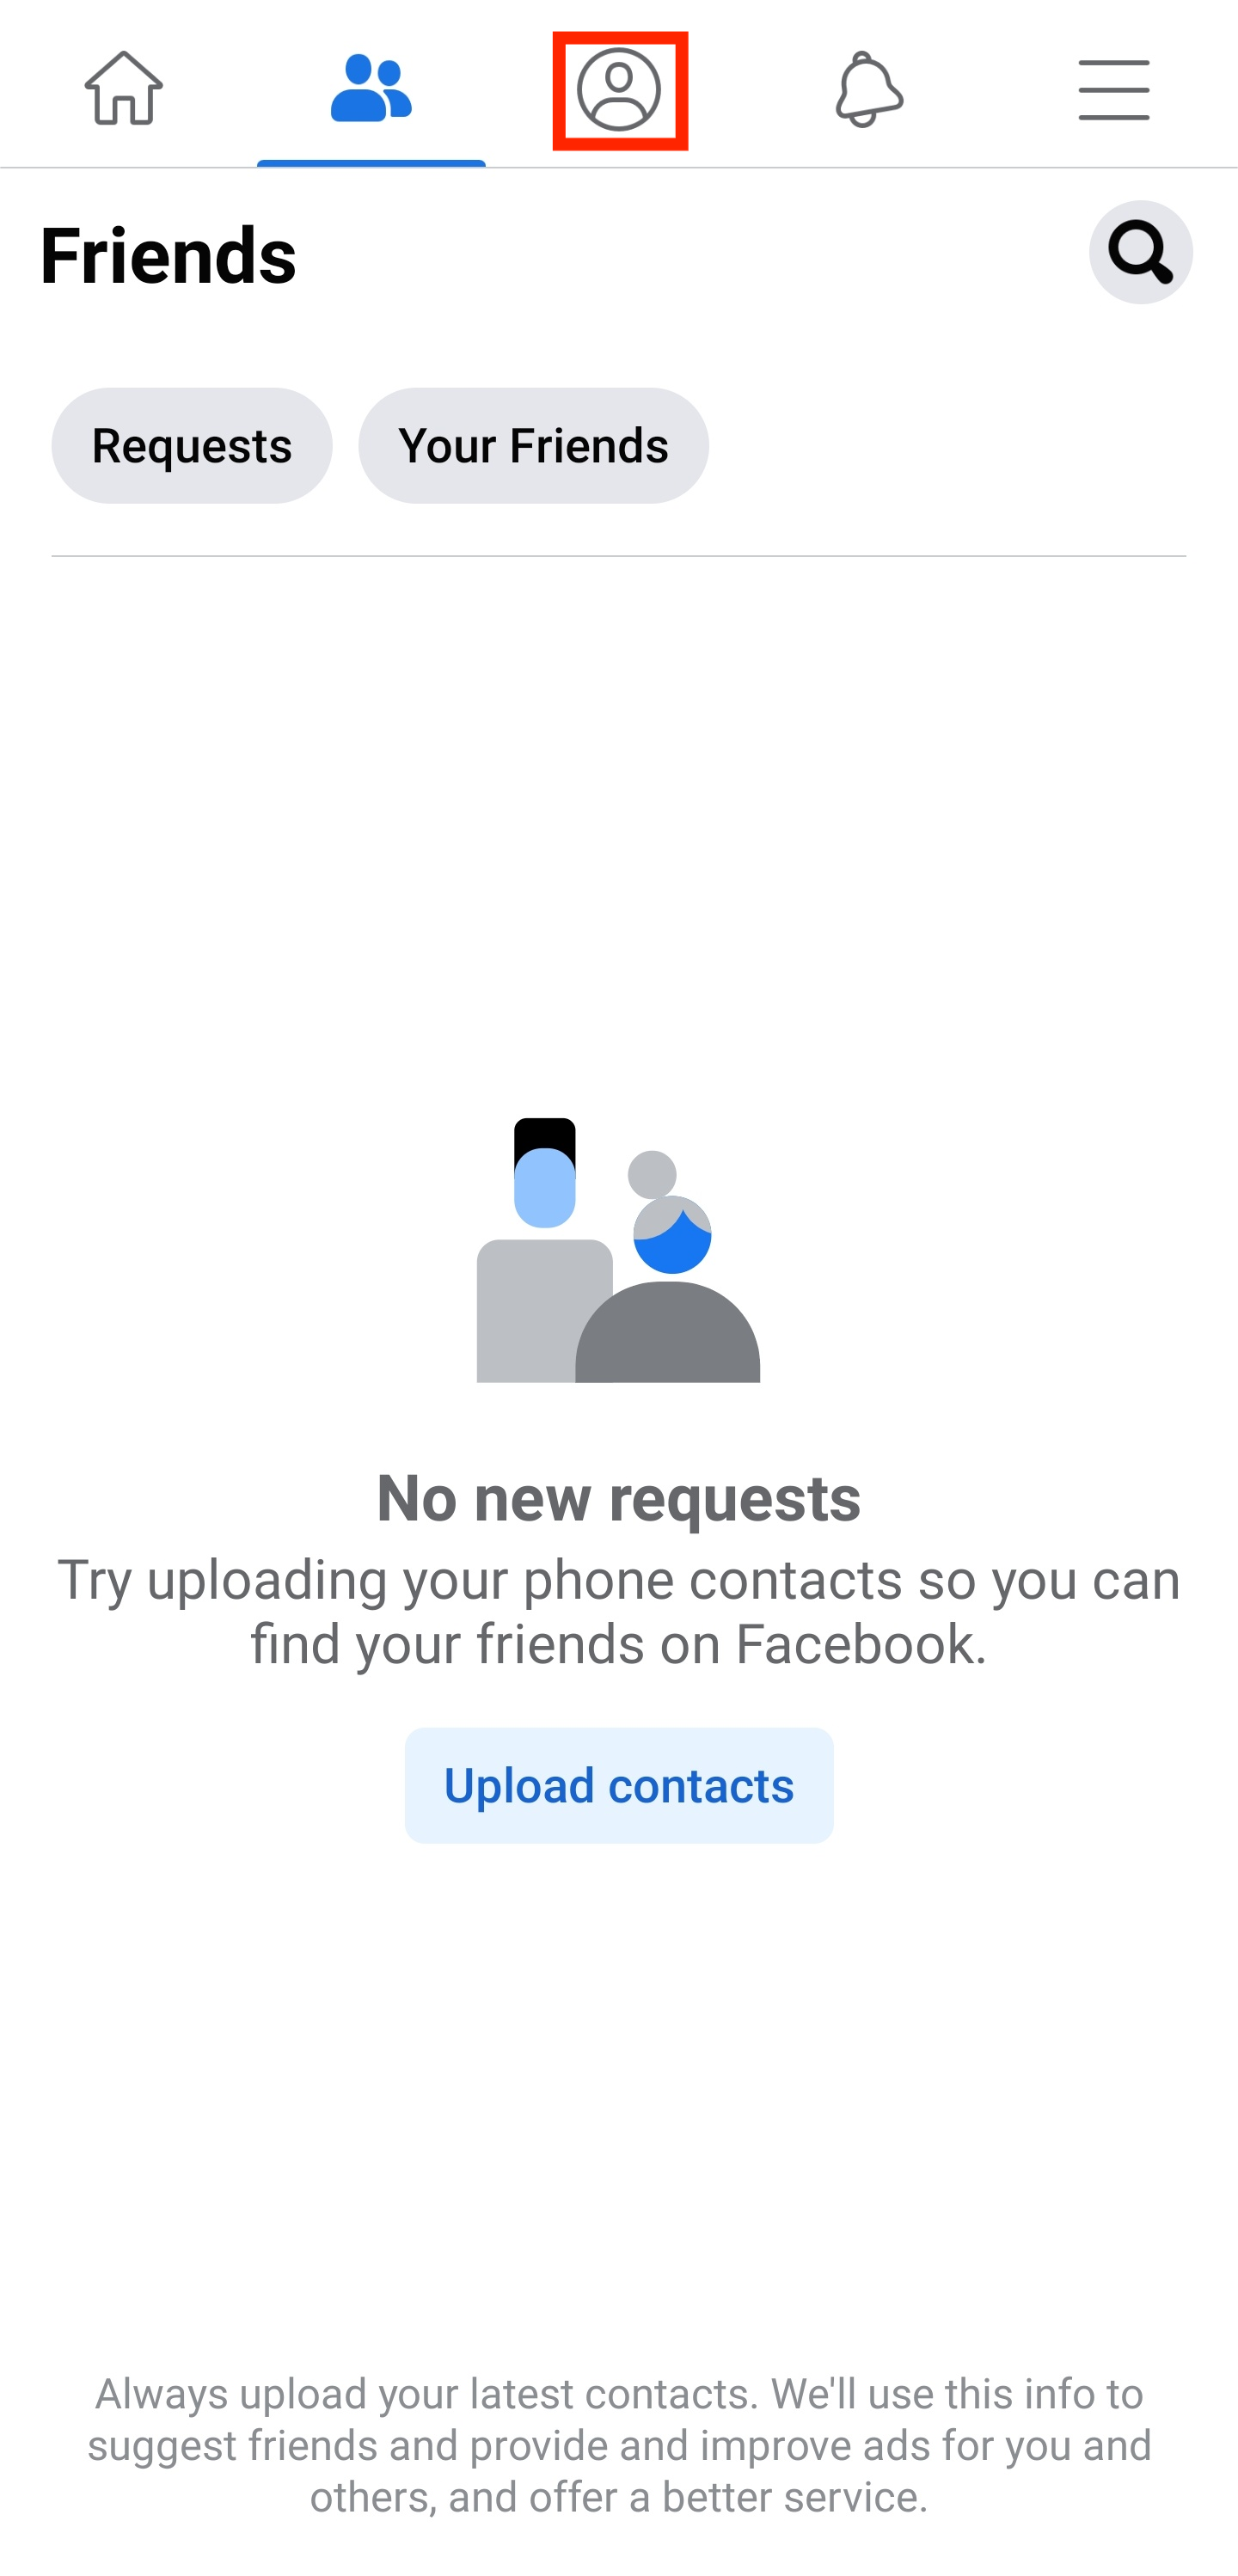 Friends
Requests
Your Friends
No new requests
Try uploading your phone contacts so you can
find your friends on Facebook.
Upload contacts
Always upload your latest contacts. We'll use this info to
suggest friends and provide and improve ads for you and
others, and offer a better service.